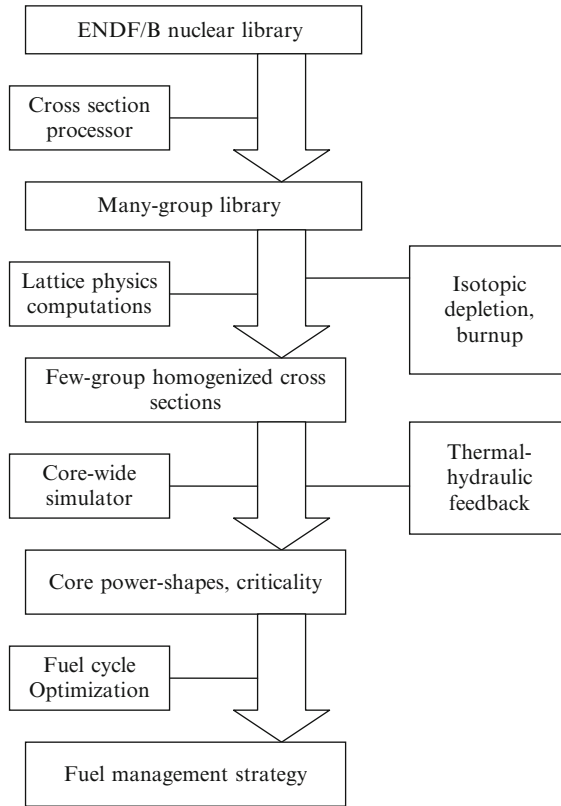 ENDF/B nuclear library
Cross section
processor
Many-group library
Lattice physics
computations
Isotopic
depletion,
burnup
Few-group homogenized cross
sections
Core-wide
simulator
Thermal-
hydraulic
feedback
Core power-shapes, criticality
Fuel cycle
Optimization
Fuel management strategy